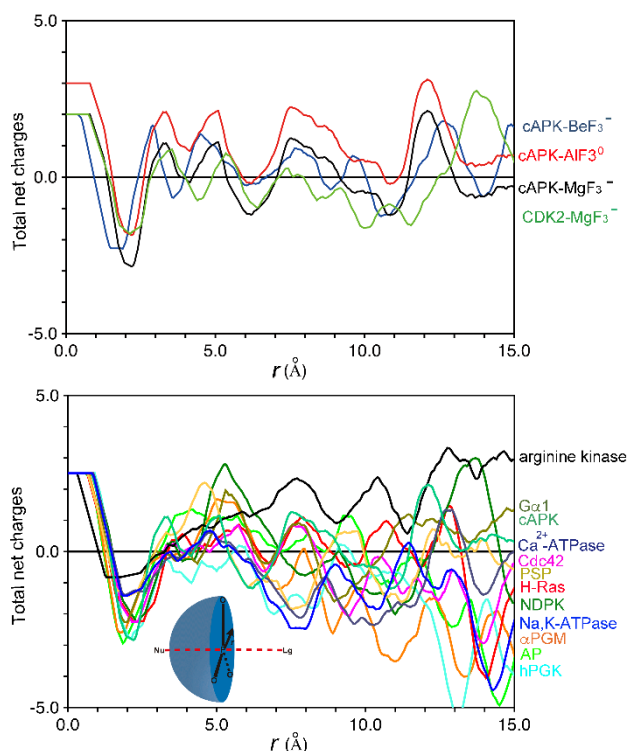 5.0
Total net charges
0.0
-5.0
0.0
5.0
10.0
15.0
r (Å)
cAPK-BeF₃⁻
cAPK-AlF3⁰
cAPK-MgF₃⁻
CDK2-MgF₃⁻
5.0
Total net charges
0.0
-5.0
0.0
5.0
10.0
15.0
r (Å)
arginine kinase
Gα1
cAPK
Ca²⁺-ATPase
Cdc42
PSP
H-Ras
NDPK
Na,K-ATPase
αPGM
AP
hPGK
O
Nu
Lg
O
O